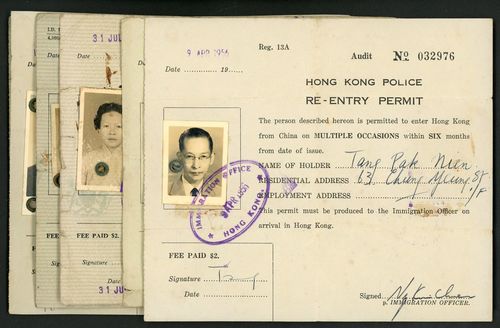 I.D.
31 JUL
Date
9 APR 1956
Date ............ 19 .....
Reg. 13A
Audit № 032976
HONG KONG POLICE
RE-ENTRY PERMIT
The person described hereon is permitted to enter Hong Kong
from China on MULTIPLE OCCASIONS within SIX months
from date of issue.
NAME OF HOLDER Tang Pak
RESIDENTIAL ADDRESS 13,
EMPLOYMENT ADDRESS
This permit must be produced to the Immigration Officer on
arrival in Hong Kong.
IMMIGRATION OFFICE
HONG KONG.
FEE PAID $2.
Signature
Date
Signed
p. IMMIGRATION OFFICER.
FEE PAID $2.
Signature
Date
31 JU